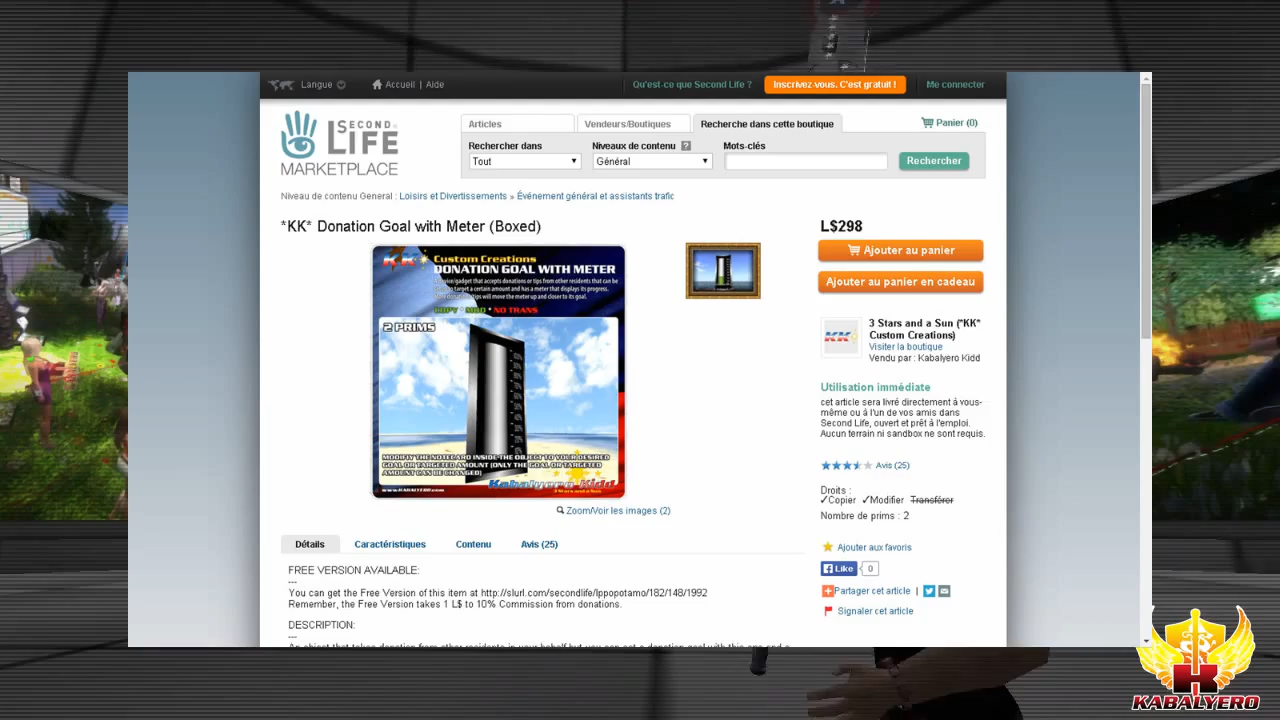 Langue
Accueil | Aide
Qu'est-ce que Second Life ?
Inscrivez-vous. C'est gratuit !
Me connecter
SECOND
LIFE
MARKETPLACE
Articles
Vendeurs/Boutiques
Recherche dans cette boutique
Panier (0)
Rechercher dans
Niveaux de contenu ?
Mots-clés
Tout
Général
Rechercher
Niveau de contenu General : Loisirs et Divertissements » Événement général et assistants trafic
*KK* Donation Goal with Meter (Boxed)
KK
Custom Creations
DONATION GOAL WITH METER
COPY • MOD • NO TRANS
2 PRIMS
MODIFIY THE NOTECARD INSIDE THE OBJECT TO YOUR DESIRED
GOAL OR TARGETED AMOUNT (ONLY THE GOAL OR TARGETED
AMOUNT CAN BE CHANGED)
Kabalyero Kidd
3 Stars and a Sun
www.KABALYERO.com
Zoom/Voir les images (2)
L$298
Ajouter au panier
Ajouter au panier en cadeau
KK
3 Stars and a Sun (*KK*
Custom Creations)
Visiter la boutique
Vendu par : Kabalyero Kidd
Utilisation immédiate
cet article sera livré directement à vous-
même ou à l'un de vos amis dans
Second Life, ouvert et prêt à l'emploi.
Aucun terrain ni sandbox ne sont requis.
Avis (25)
Droits :
✓Copier ✓Modifier Transférer
Nombre de prims : 2
Ajouter aux favoris
Like 0
Partager cet article |
Signaler cet article
Détails
Caractéristiques
Contenu
Avis (25)
FREE VERSION AVAILABLE:
---
You can get the Free Version of this item at http://slurl.com/secondlife/Ippopotamo/182/148/1992
Remember, the Free Version takes 1 L$ to 10% Commission from donations.
DESCRIPTION:
---
K
KABALYERO